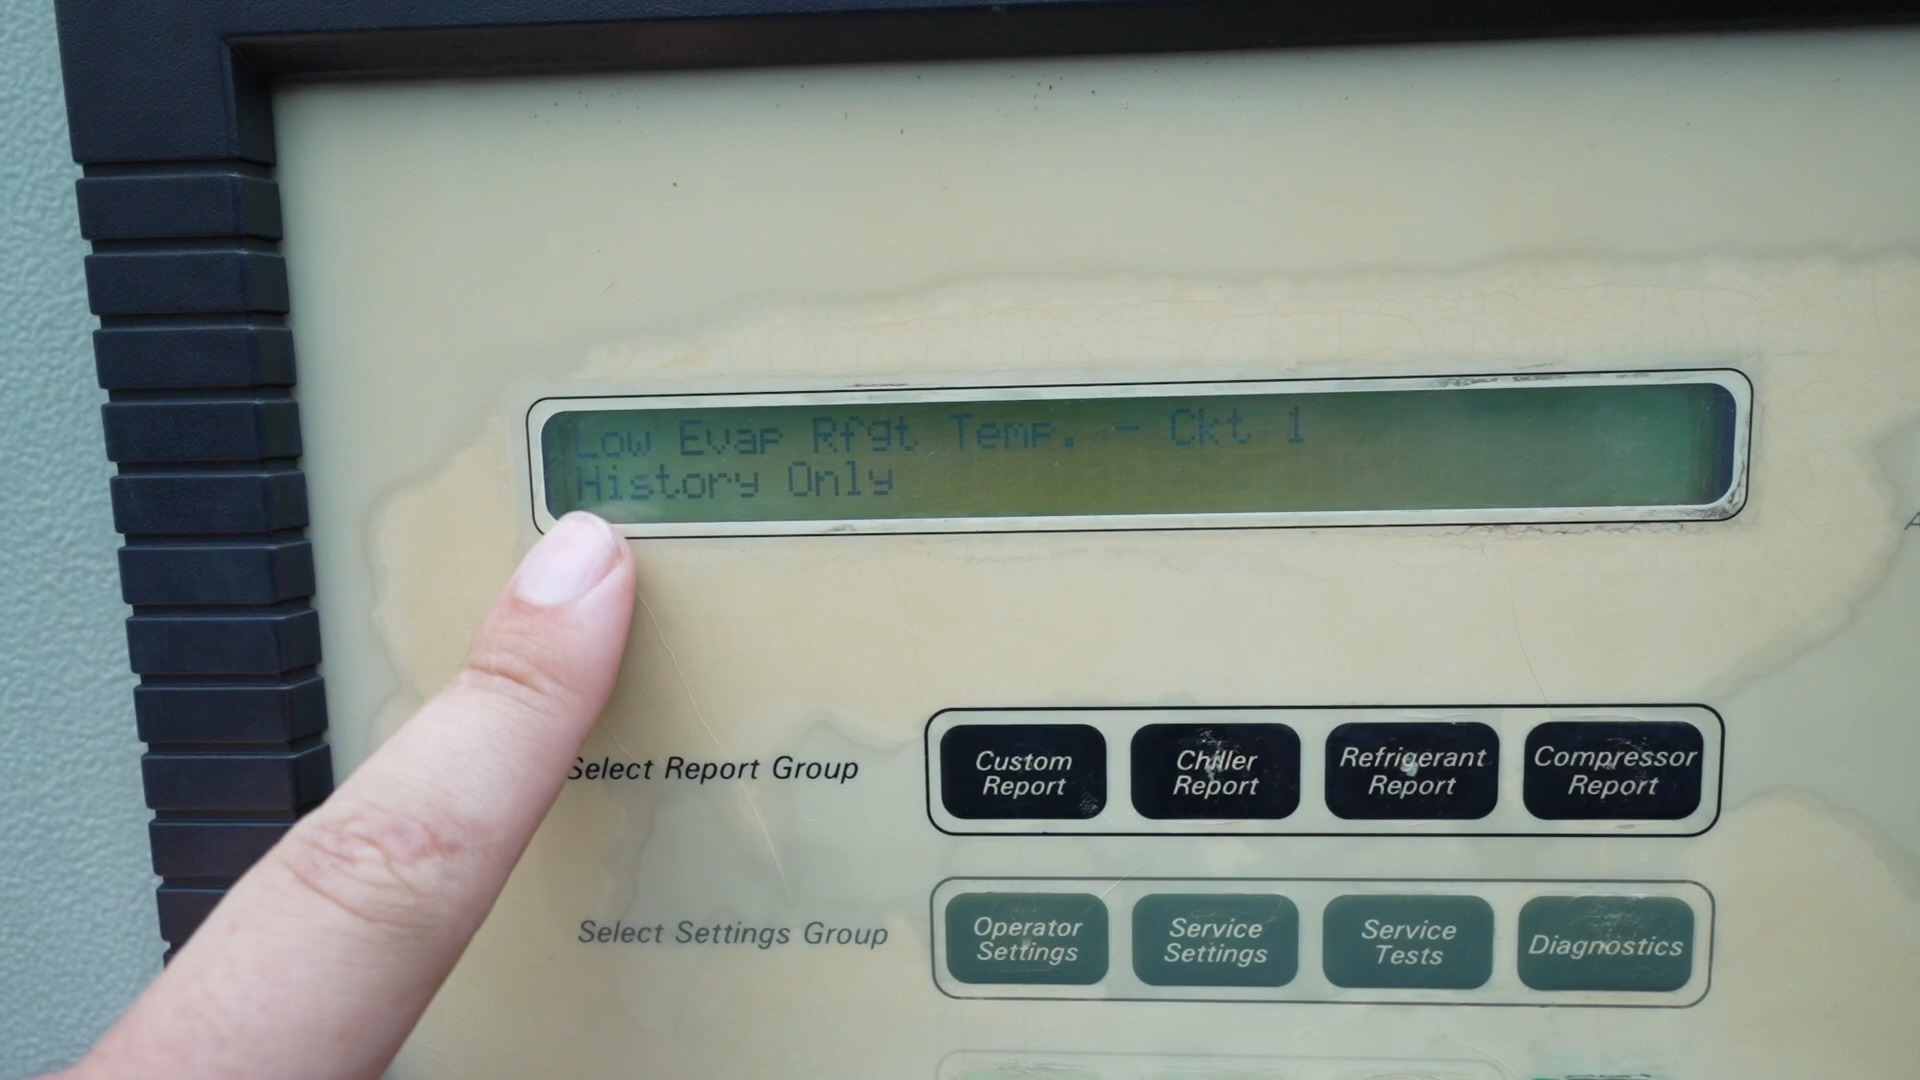 Low Evap Rfgt Temp. - Ckt 1
History Only
Select Report Group
Custom Report
Chiller Report
Refrigerant Report
Compressor Report
Select Settings Group
Operator Settings
Service Settings
Service Tests
Diagnostics